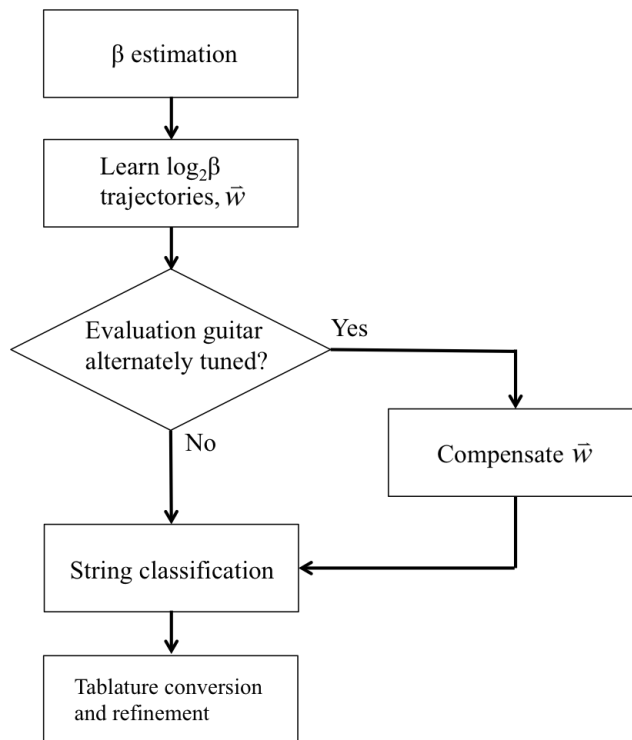 β estimation
Learn log₂β
trajectories, w⃗
Evaluation guitar
alternately tuned?
Yes
No
Compensate w⃗
String classification
Tablature conversion
and refinement